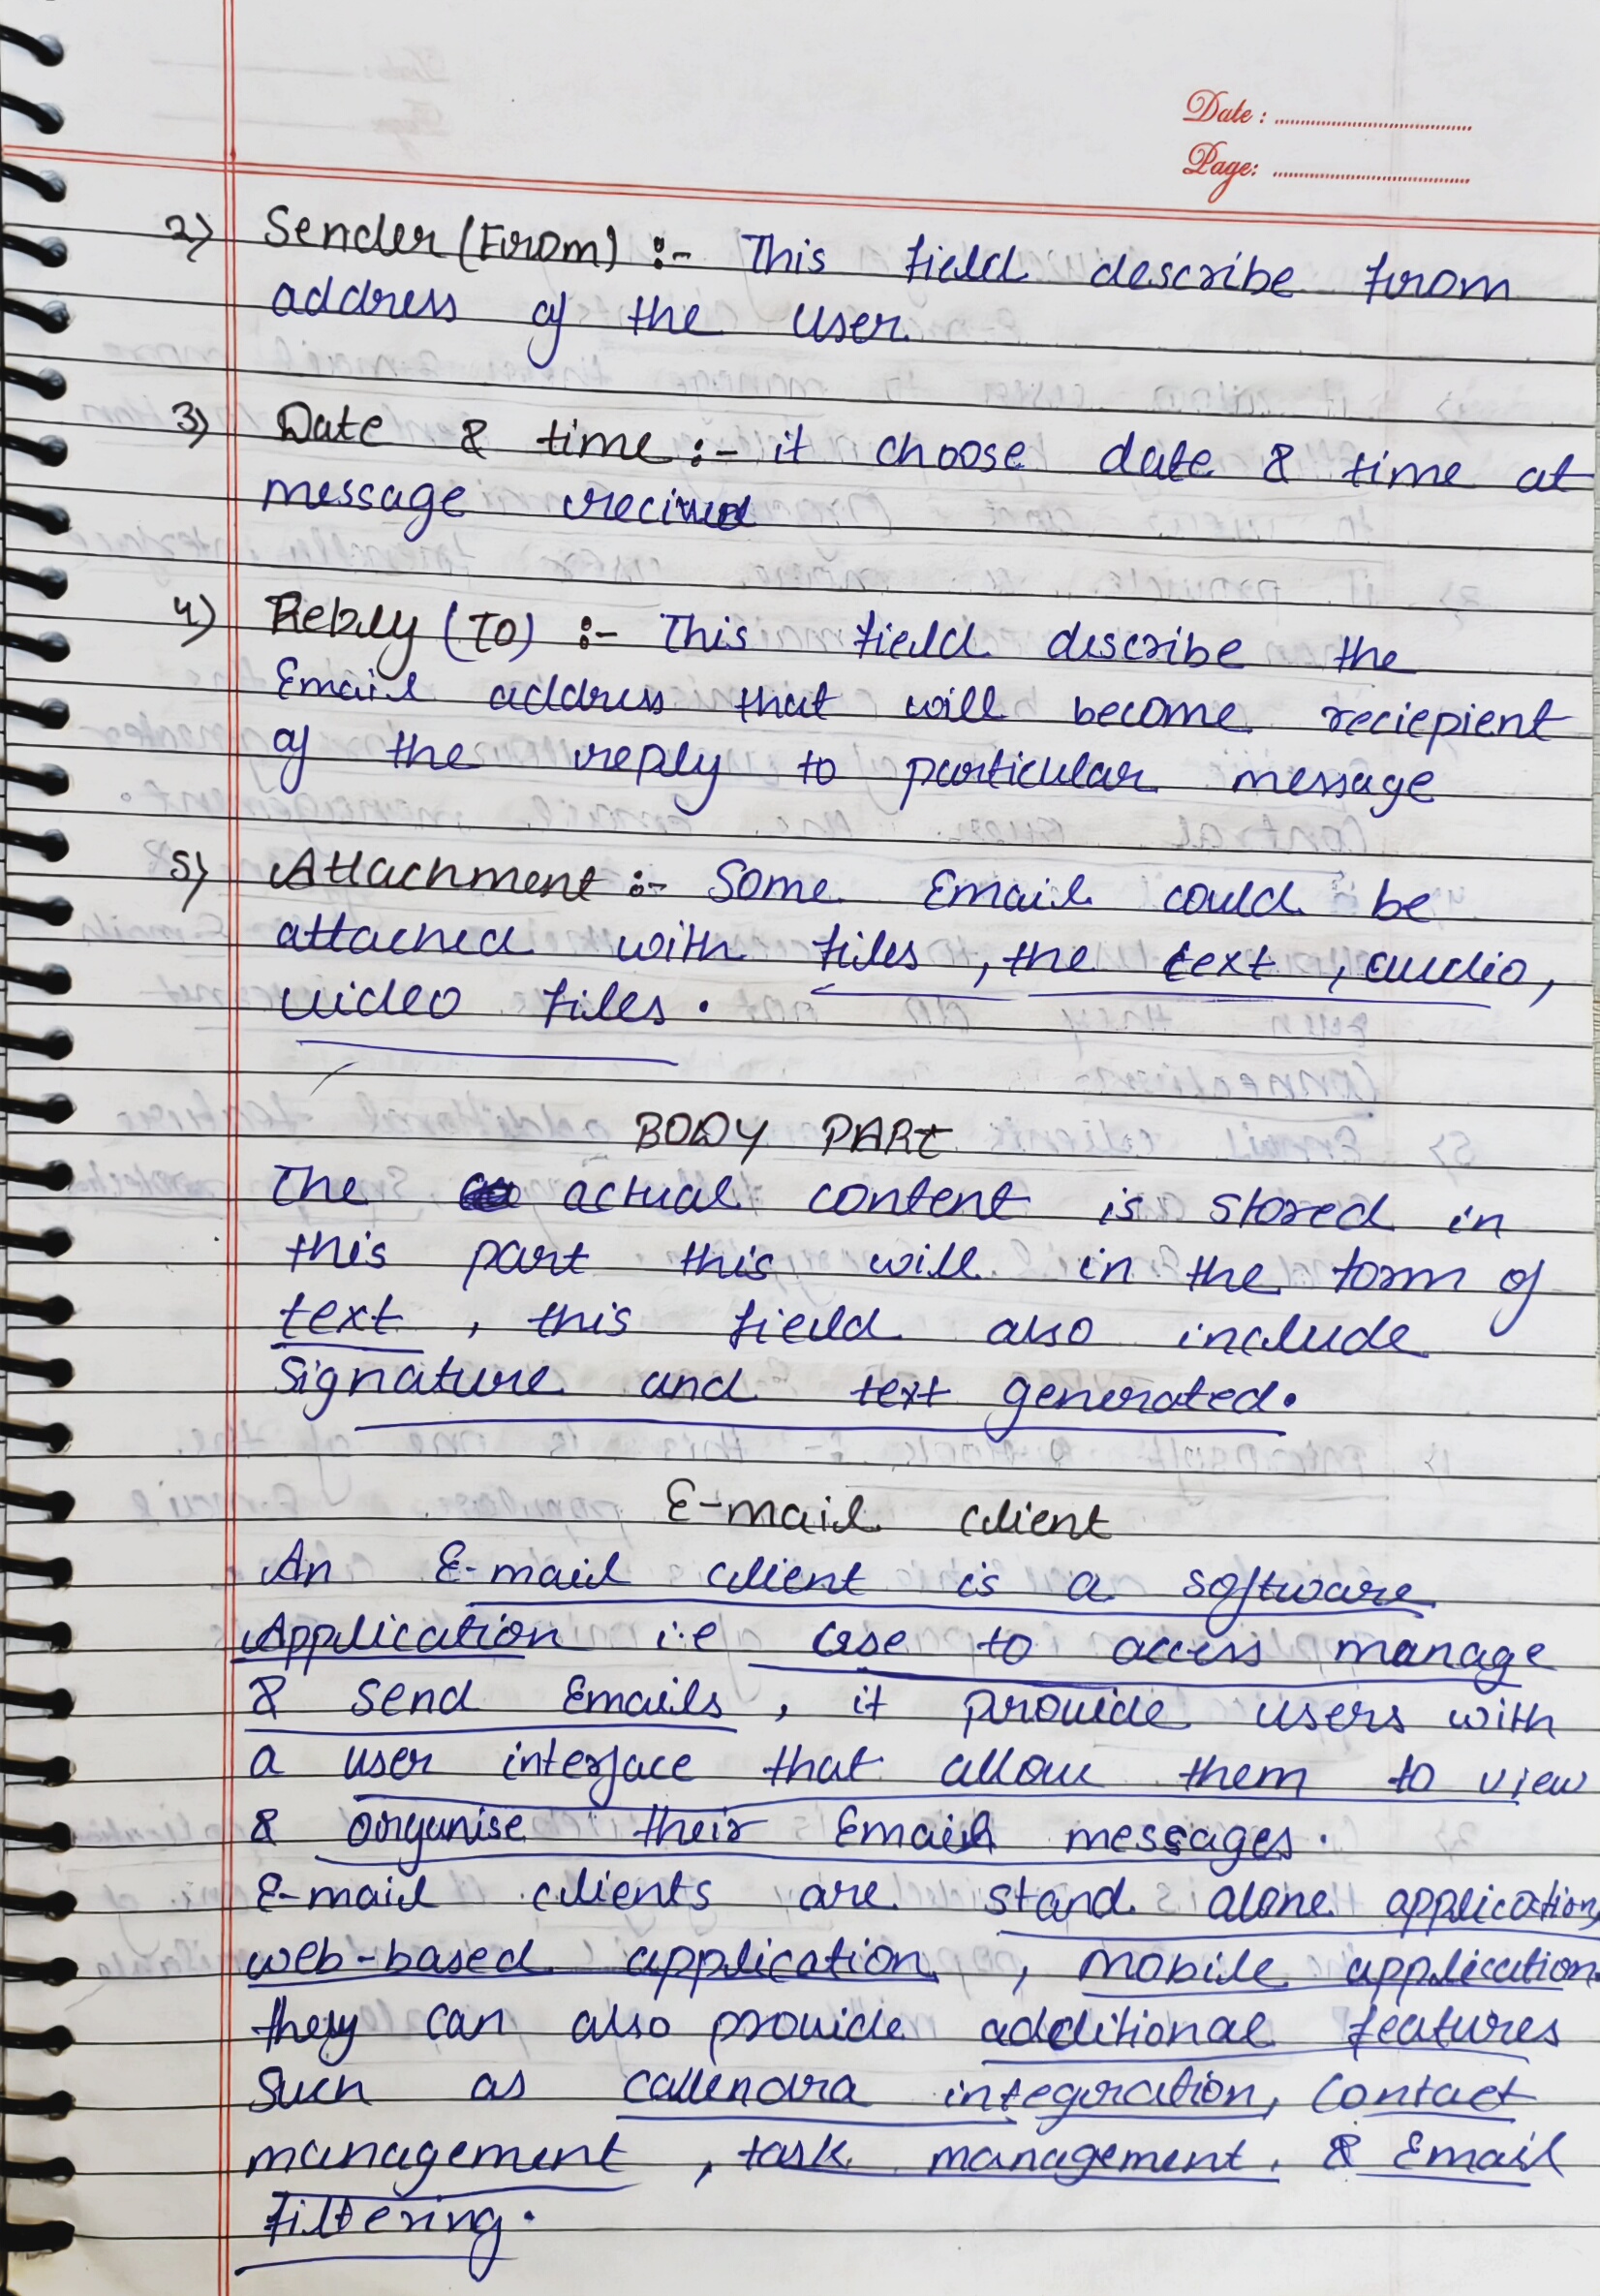 Date :
Page:
2) Sender (From) :- This field describe from
address of the user.
3) Date & time :- it choose date & time at
message recived
4) Reply (To) :- This field describe the
Email address that will become reciepient
of the reply to particular message
5) Attachment :- Some Email could be
attached with files , the text , audio,
video files .
BODY PART
The actual content is stored in
this part this will in the form of
text , this field also include
signature and text generated.
E-mail client
An E-mail client is a software
Application i.e use to access manage
& send Emails , it provide users with
a user interface that allow them to view
& organise their Email messages .
E-mail clients are stand alone application,
web-based application , mobile application.
they can also provide additional features
such as callendra integration, contact
management , task management. & Email
filtering.